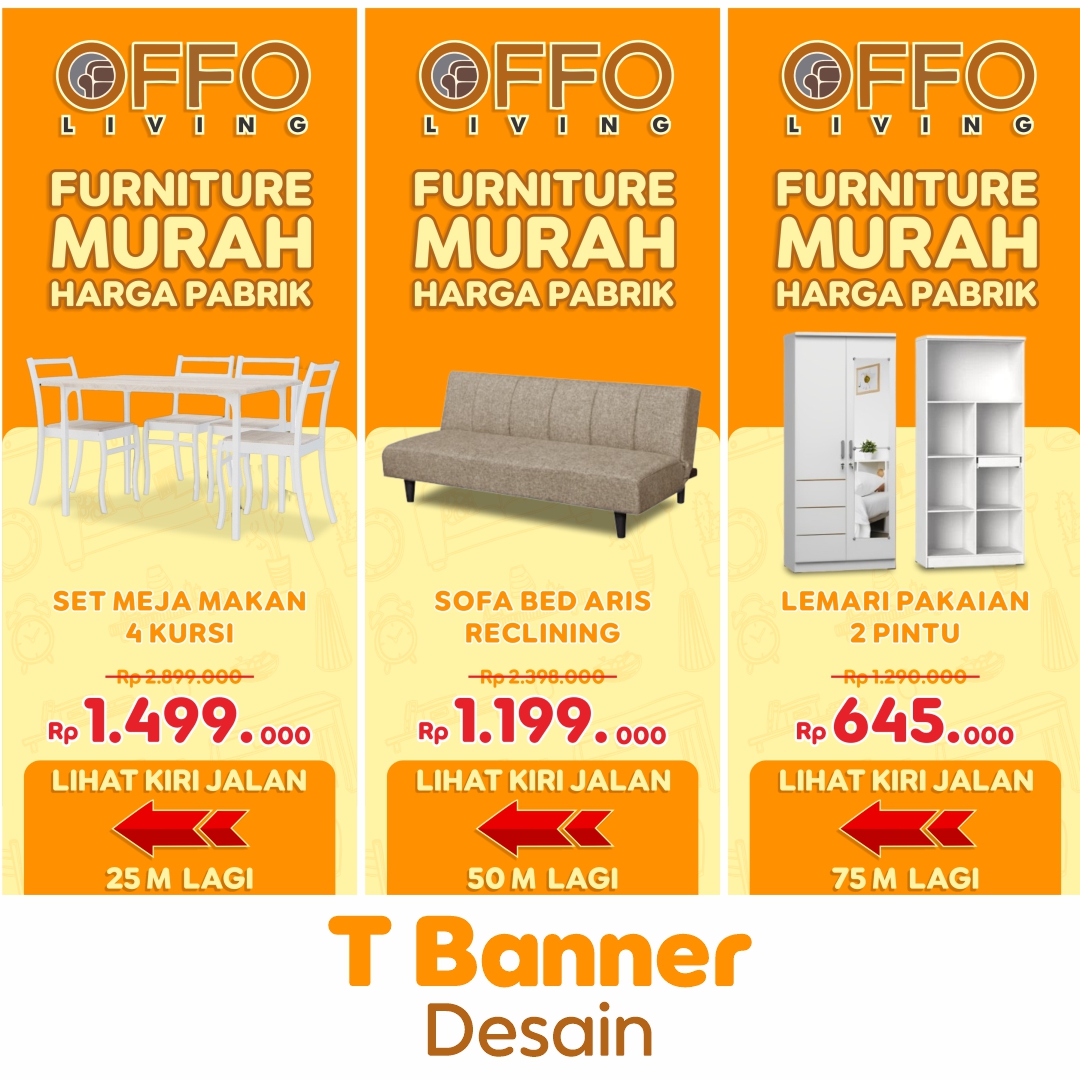 OFFO
LIVING
FURNITURE
MURAH
HARGA PABRIK
SET MEJA MAKAN
4 KURSI
Rp 2.899.000
Rp 1.499.000
LIHAT KIRI JALAN
25 M LAGI
OFFO
LIVING
FURNITURE
MURAH
HARGA PABRIK
SOFA BED ARIS
RECLINING
Rp 2.398.000
Rp 1.199.000
LIHAT KIRI JALAN
50 M LAGI
OFFO
LIVING
FURNITURE
MURAH
HARGA PABRIK
LEMARI PAKAIAN
2 PINTU
Rp 1.290.000
Rp 645.000
LIHAT KIRI JALAN
75 M LAGI
T Banner
Desain